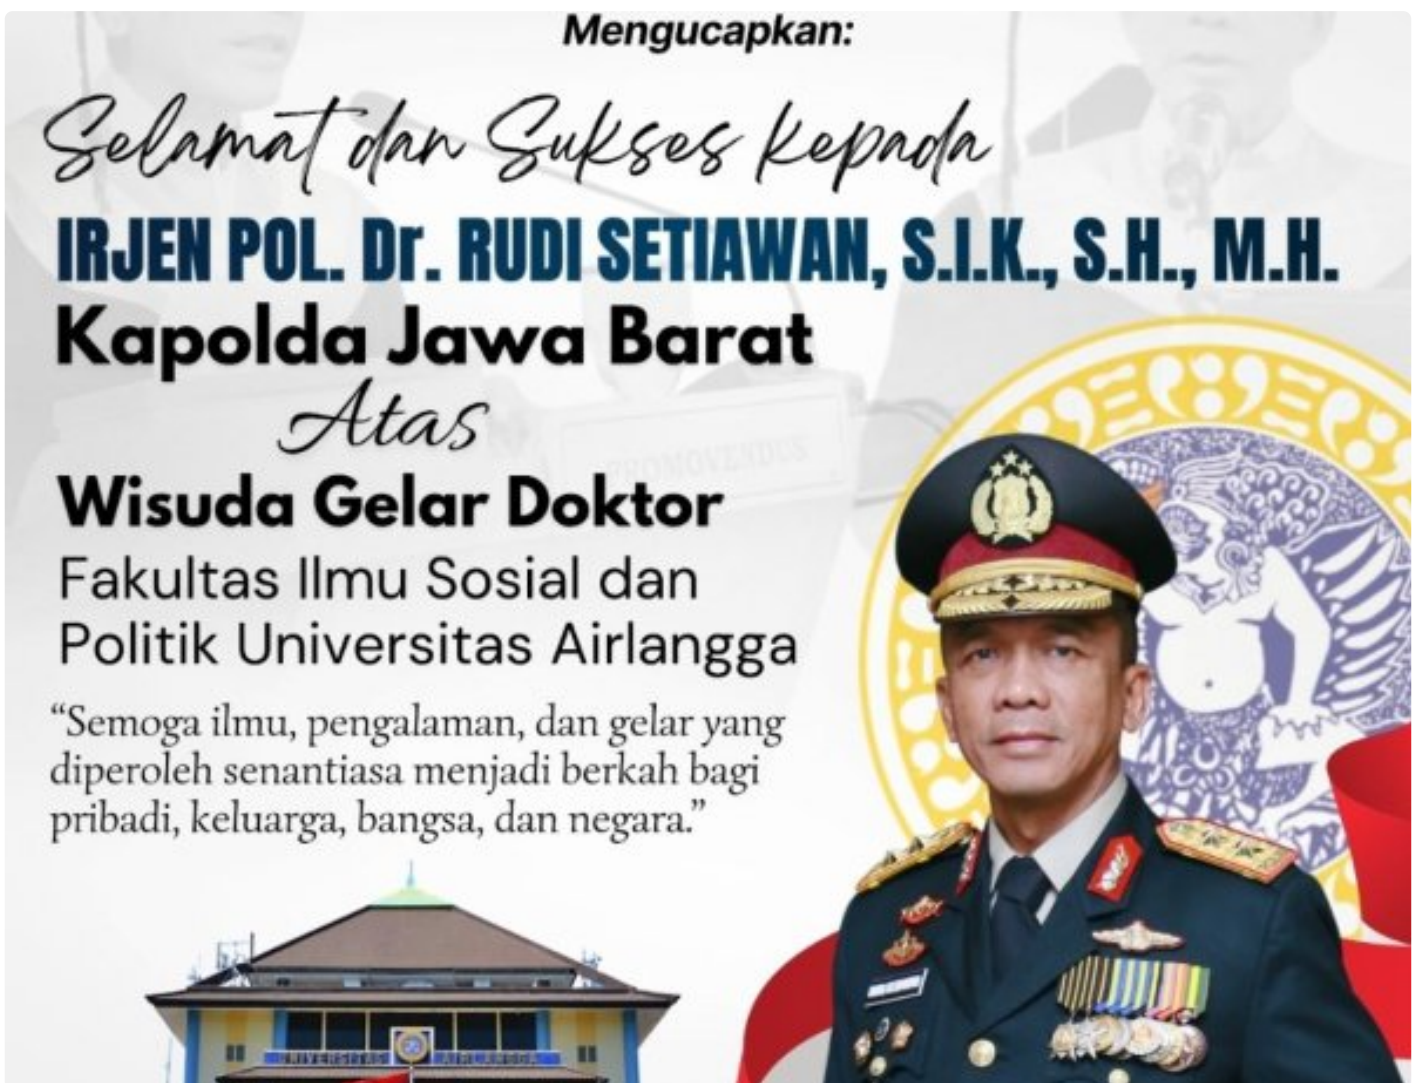 Mengucapkan:
Selamat dan Sukses kepada
IRJEN POL. Dr. RUDI SETIAWAN, S.I.K., S.H., M.H.
Kapolda Jawa Barat
Atas
PROMOVENDUS
Wisuda Gelar Doktor
Fakultas Ilmu Sosial dan
Politik Universitas Airlangga
“Semoga ilmu, pengalaman, dan gelar yang
diperoleh senantiasa menjadi berkah bagi
pribadi, keluarga, bangsa, dan negara.”
UNIVERSITAS AIRLANGGA